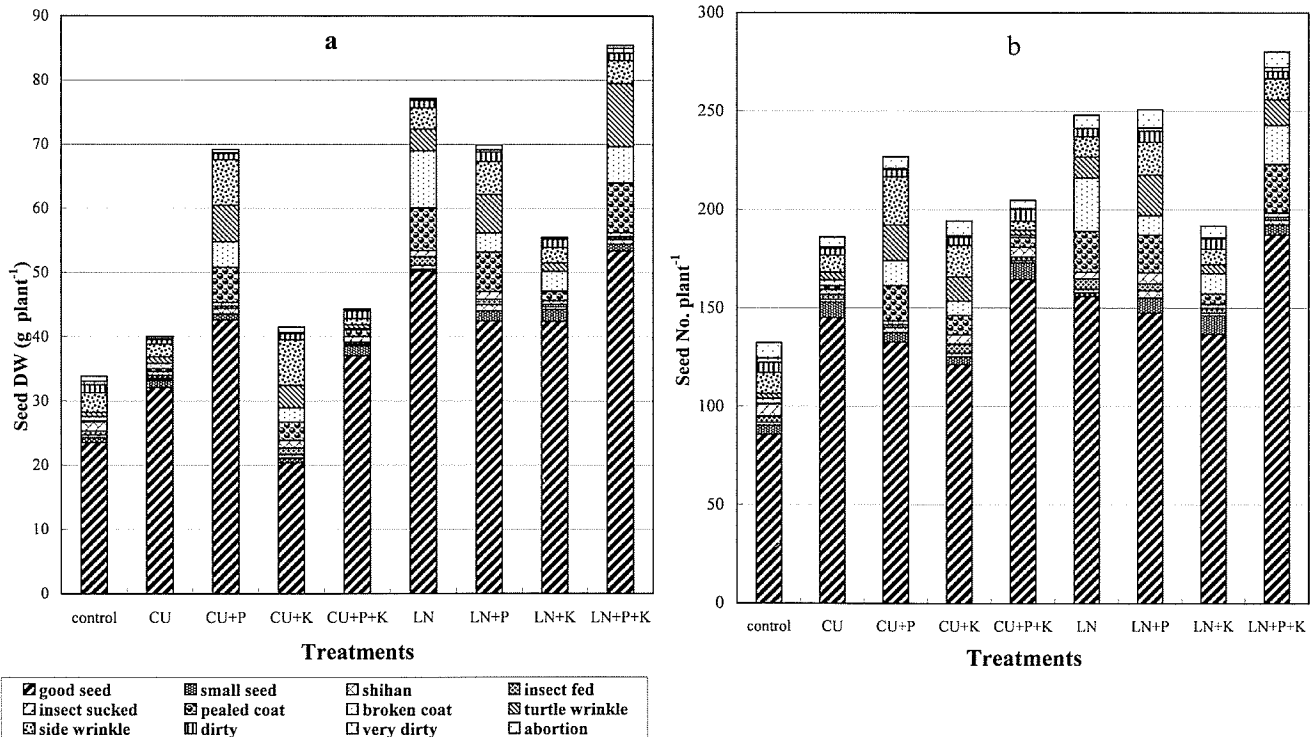 a
90
80
70
60
50
40
30
20
10
0
Seed DW (g plant-1)
control CU CU+P CU+K CU+P+K LN LN+P LN+K LN+P+K
Treatments
good seed small seed shihan insect fed
insect sucked pealed coat broken coat turtle wrinkle
side wrinkle dirty very dirty abortion
b
300
250
200
150
100
50
0
Seed No. plant-1
control CU CU+P CU+K CU+P+K LN LN+P LN+K LN+P+K
Treatments